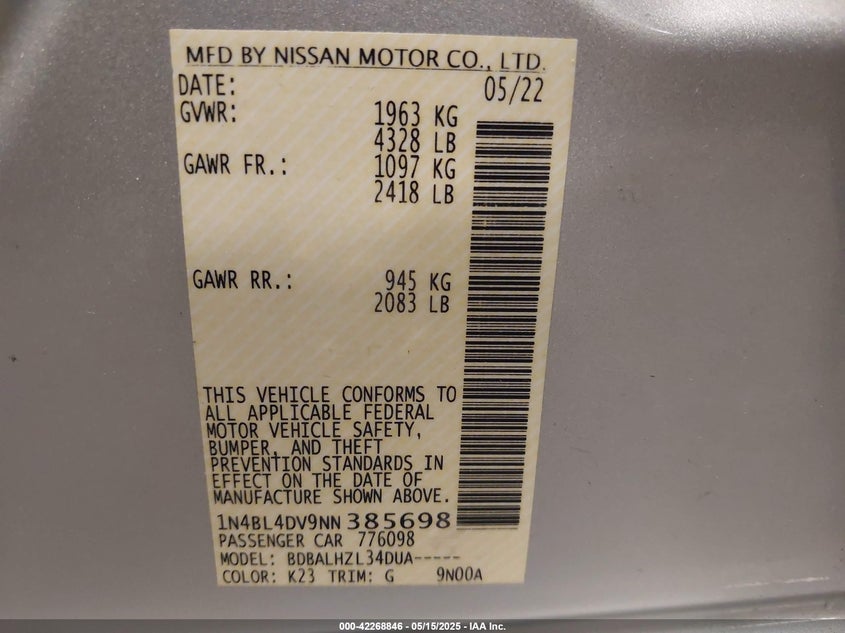 MFD BY NISSAN MOTOR CO., LTD.
DATE: 05/22
GVWR: 1963 KG
4328 LB
GAWR FR.: 1097 KG
2418 LB
GAWR RR.: 945 KG
2083 LB
THIS VEHICLE CONFORMS TO
ALL APPLICABLE FEDERAL
MOTOR VEHICLE SAFETY,
BUMPER, AND THEFT
PREVENTION STANDARDS IN
EFFECT ON THE DATE OF
MANUFACTURE SHOWN ABOVE.
1N4BL4DV9NN385698
PASSENGER CAR 776098
MODEL: BDBALHZL34DUA-----
COLOR: K23 TRIM: G 9N00A
000-42268846 - 05/15/2025 - IAA Inc.